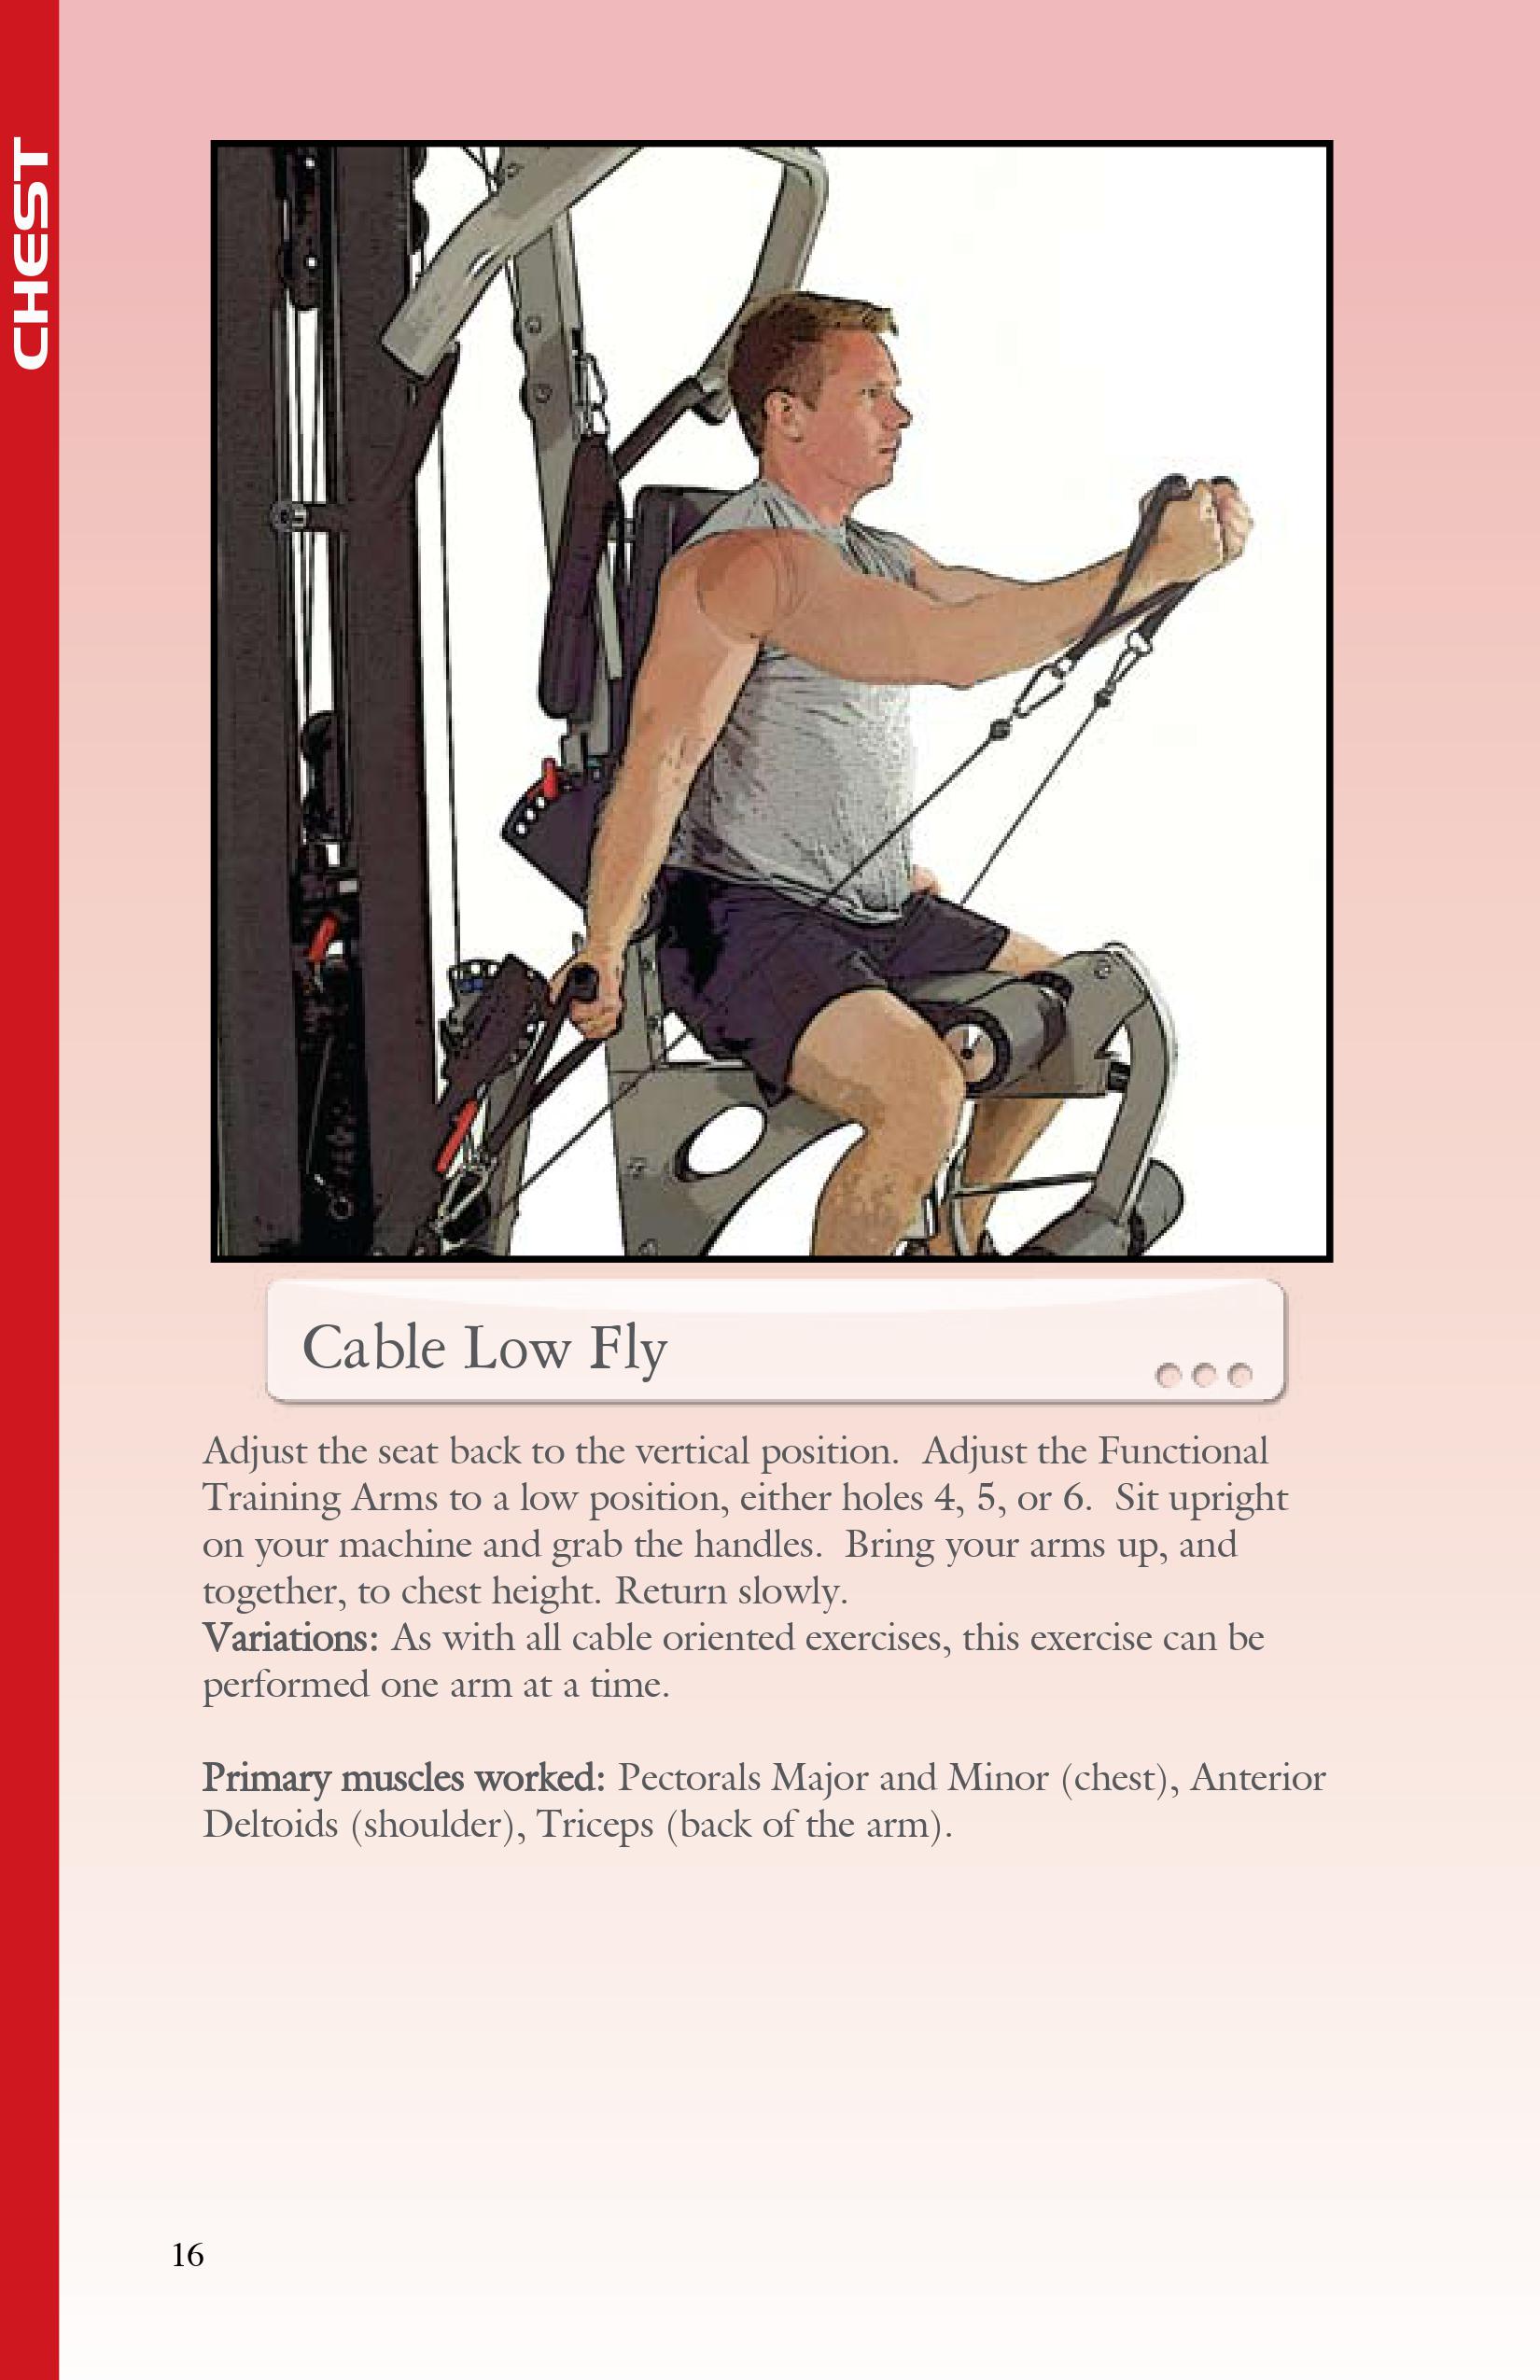 CHEST
Cable Low Fly
Adjust the seat back to the vertical position.  Adjust the Functional
Training Arms to a low position, either holes 4, 5, or 6.  Sit upright
on your machine and grab the handles.  Bring your arms up, and
together, to chest height. Return slowly.
Variations: As with all cable oriented exercises, this exercise can be
performed one arm at a time.
Primary muscles worked: Pectorals Major and Minor (chest), Anterior
Deltoids (shoulder), Triceps (back of the arm).
16